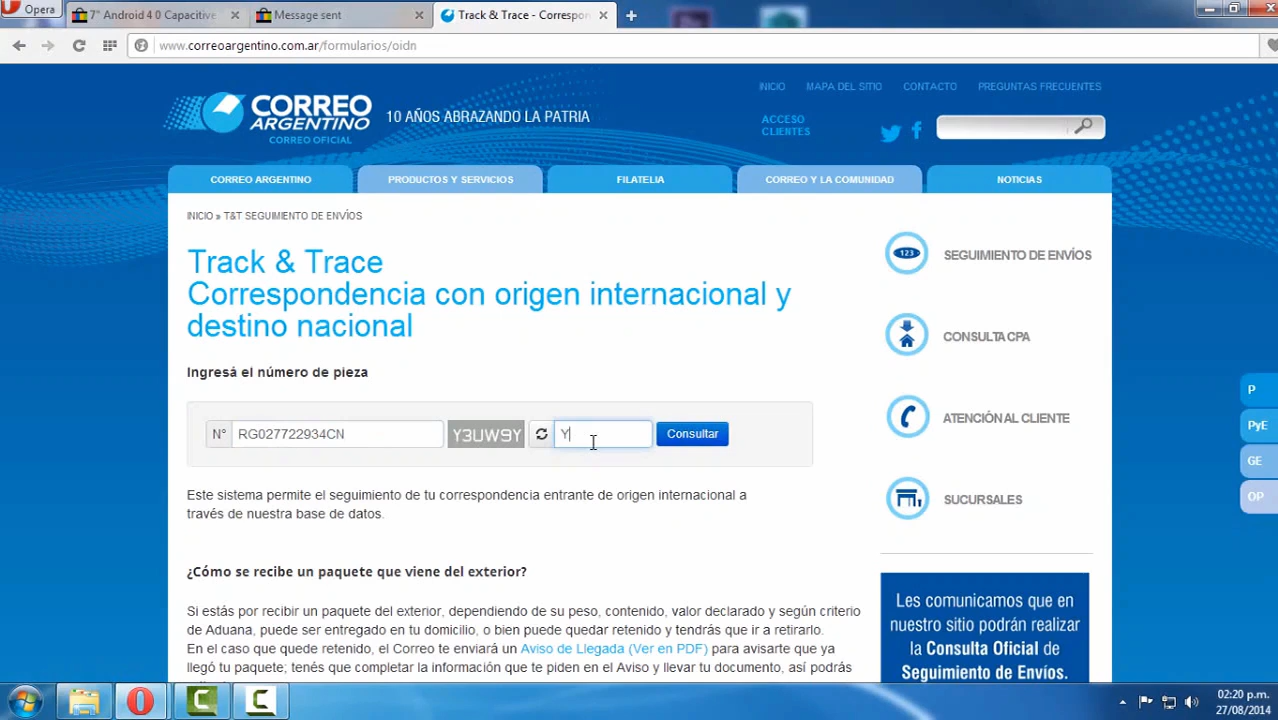 Opera
7" Android 4 0 Capacitive
Message sent
Track & Trace - Correspon
www.correoargentino.com.ar/formularios/oidn
INICIO
MAPA DEL SITIO
CONTACTO
PREGUNTAS FRECUENTES
CORREO
ARGENTINO
CORREO OFICIAL
10 AÑOS ABRAZANDO LA PATRIA
ACCESO
CLIENTES
CORREO ARGENTINO
PRODUCTOS Y SERVICIOS
FILATELIA
CORREO Y LA COMUNIDAD
NOTICIAS
INICIO » T&T SEGUIMIENTO DE ENVÍOS
Track & Trace
Correspondencia con origen internacional y
destino nacional
Ingresá el número de pieza
N° RG027722934CN Y3UW9Y Y Consultar
Este sistema permite el seguimiento de tu correspondencia entrante de origen internacional a
través de nuestra base de datos.
¿Cómo se recibe un paquete que viene del exterior?
Si estás por recibir un paquete del exterior, dependiendo de su peso, contenido, valor declarado y según criterio
de Aduana, puede ser entregado en tu domicilio, o bien puede quedar retenido y tendrás que ir a retirarlo.
En el caso que quede retenido, el Correo te enviará un Aviso de Llegada (Ver en PDF) para avisarte que ya
llegó tu paquete; tenés que completar la información que te piden en el Aviso y llevar tu documento, así podrás
123
SEGUIMIENTO DE ENVÍOS
CONSULTA CPA
ATENCIÓN AL CLIENTE
SUCURSALES
Les comunicamos que en
nuestro sitio podrán realizar
la Consulta Oficial de
Seguimiento de Envíos.
P
PyE
GE
OP
02:20 p.m.
27/08/2014